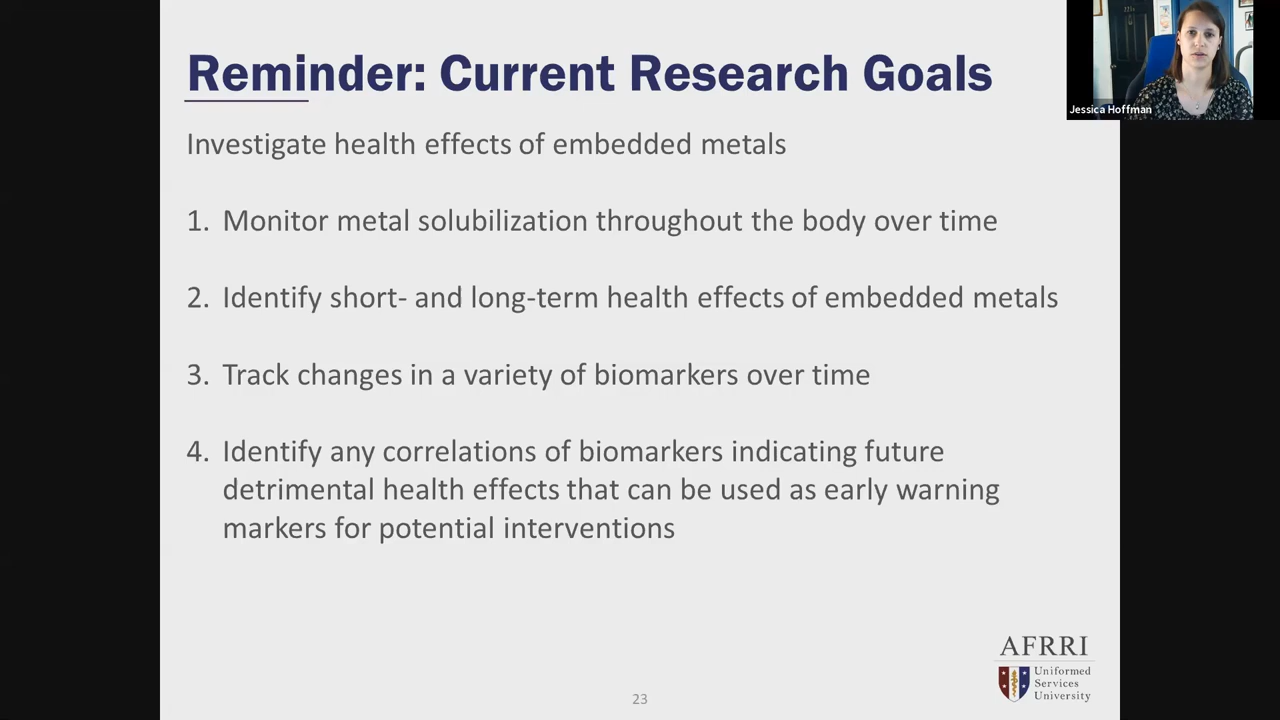 Reminder: Current Research Goals
Jessica Hoffman
Investigate health effects of embedded metals
1. Monitor metal solubilization throughout the body over time
2. Identify short- and long-term health effects of embedded metals
3. Track changes in a variety of biomarkers over time
4. Identify any correlations of biomarkers indicating future
detrimental health effects that can be used as early warning
markers for potential interventions
AFRRI
Uniformed
Services
University
23